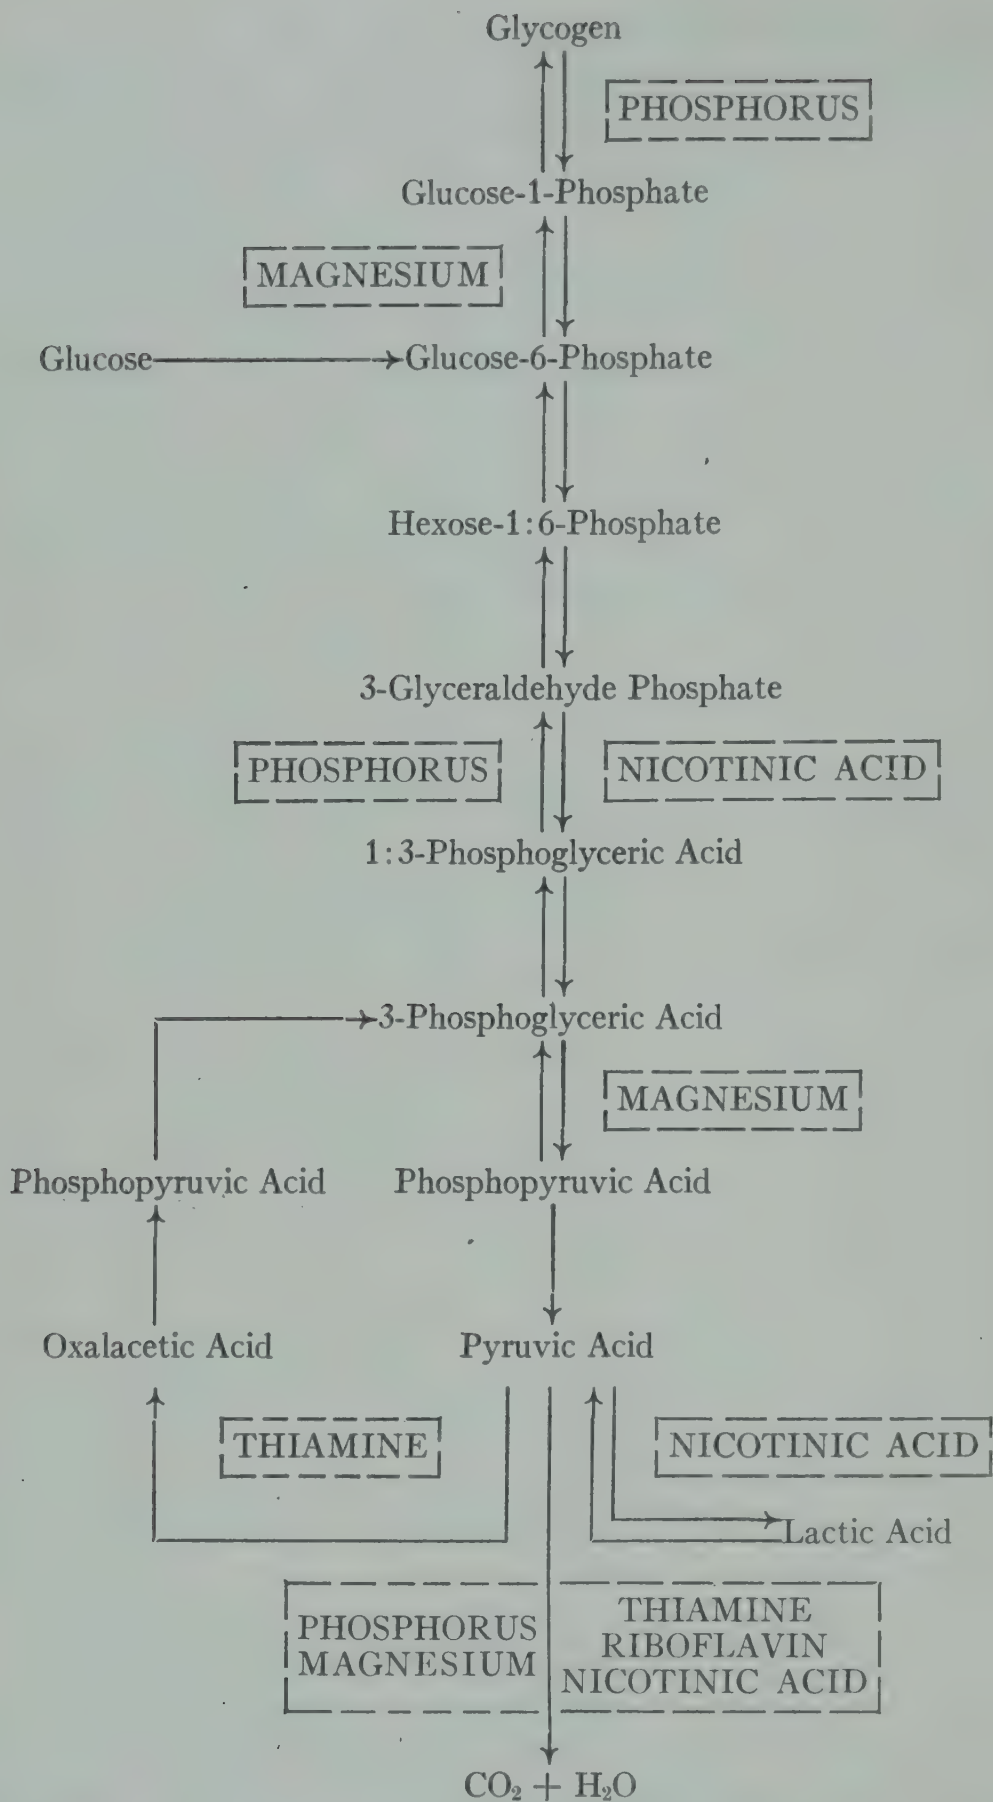 Glycogen
PHOSPHORUS
Glucose-1-Phosphate
MAGNESIUM
Glucose
Glucose-6-Phosphate
Hexose-1:6-Phosphate
3-Glyceraldehyde Phosphate
PHOSPHORUS
NICOTINIC ACID
1:3-Phosphoglyceric Acid
3-Phosphoglyceric Acid
MAGNESIUM
Phosphopyruvic Acid
Phosphopyruvic Acid
Oxalacetic Acid
Pyruvic Acid
THIAMINE
NICOTINIC ACID
Lactic Acid
PHOSPHORUS
MAGNESIUM
THIAMINE
RIBOFLAVIN
NICOTINIC ACID
CO₂ + H₂O